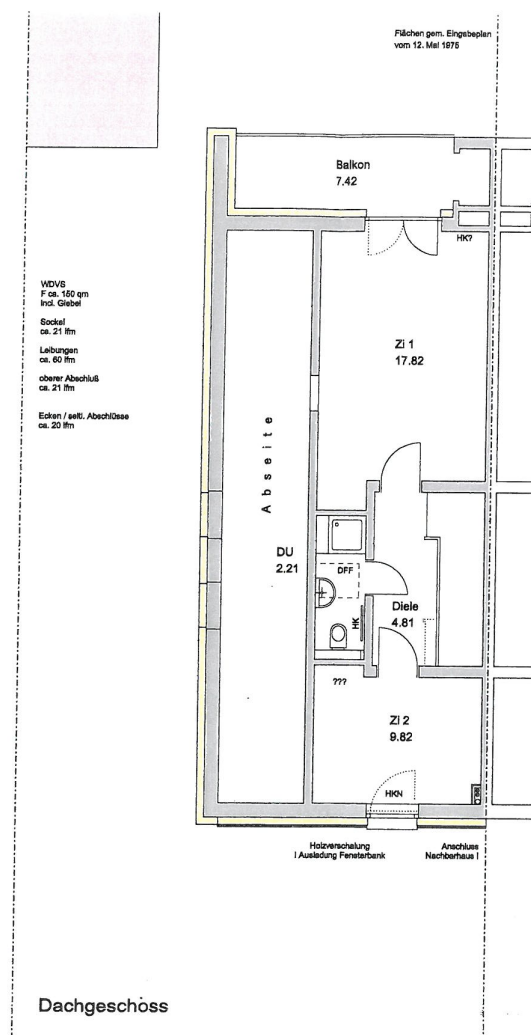 Flächen gem. Eingabeplan
vom 12. Mai 1975
Balkon
7.42
HK?
WDVS
F ca. 150 qm
incl. Giebel
Sockel
ca. 21 lfm
Leibungen
ca. 60 lfm
oberer Abschluß
ca. 21 lfm
Ecken / seitl. Abschlüsse
ca. 20 lfm
Zi 1
17.82
Abseite
DU
2.21
DFF
HK
Diele
4.81
???
Zi 2
9.82
HKN
Holzverschalung
! Ausladung Fensterbank
Anschluss
Nachbarhaus !
Dachgeschoss